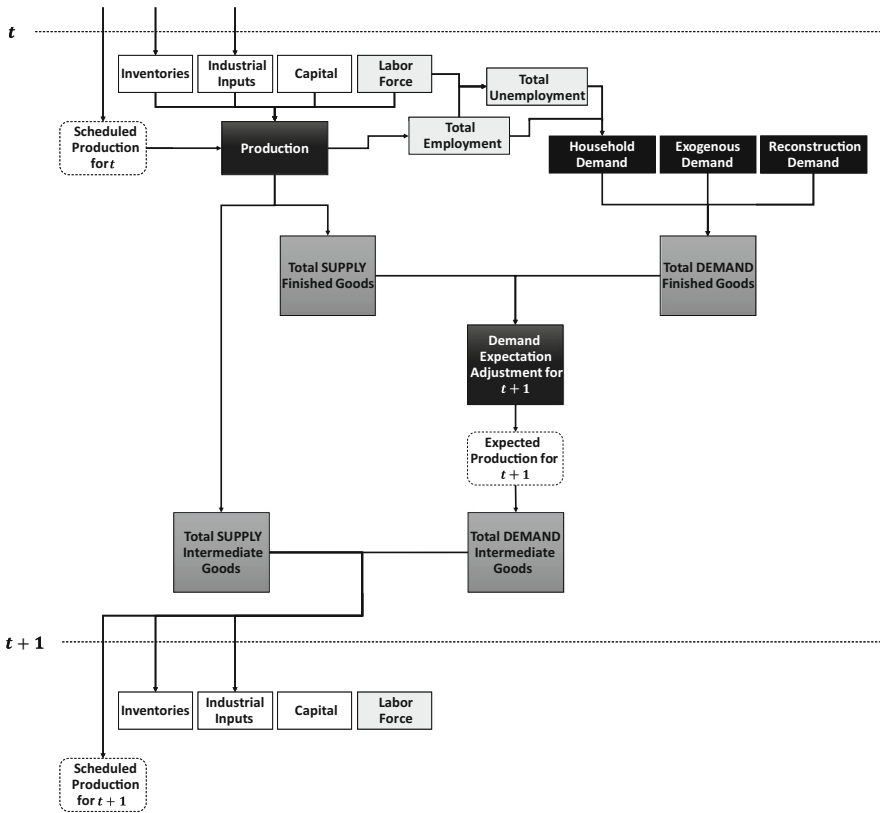 t
Inventories
Industrial
Inputs
Capital
Labor
Force
Total
Unemployment
Scheduled
Production
for t
Production
Total
Employment
Household
Demand
Exogenous
Demand
Reconstruction
Demand
Total SUPPLY
Finished Goods
Total DEMAND
Finished Goods
Demand
Expectation
Adjustment for
t + 1
Expected
Production for
t + 1
Total SUPPLY
Intermediate
Goods
Total DEMAND
Intermediate
Goods
t + 1
Inventories
Industrial
Inputs
Capital
Labor
Force
Scheduled
Production
for t + 1